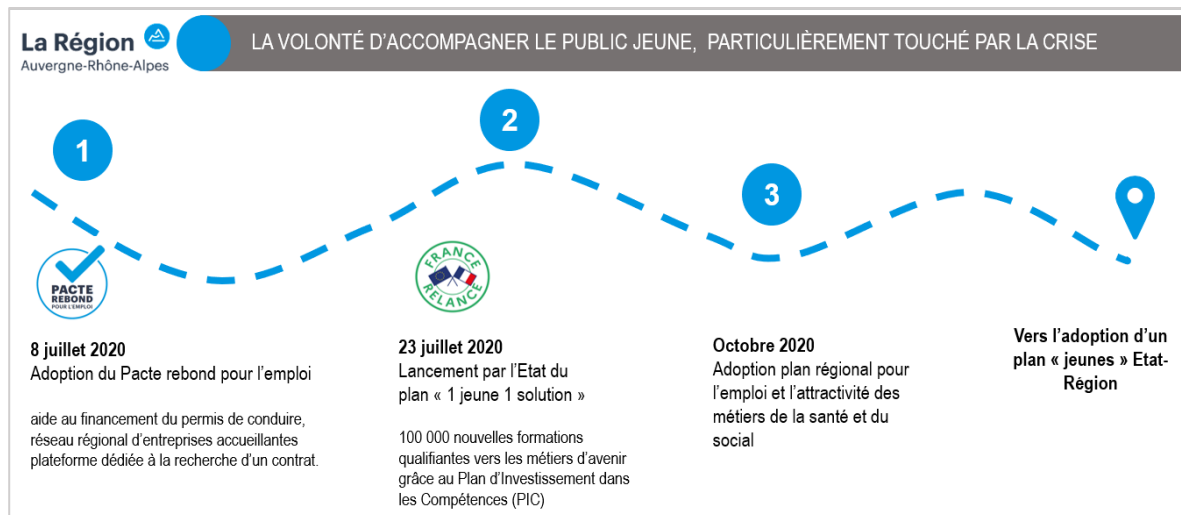 La Région
Auvergne-Rhône-Alpes
LA VOLONTÉ D’ACCOMPAGNER LE PUBLIC JEUNE, PARTICULIÈREMENT TOUCHÉ PAR LA CRISE
1
2
3
PACTE
REBOND
POUR L'EMPLOI
8 juillet 2020
Adoption du Pacte rebond pour l’emploi
aide au financement du permis de conduire,
réseau régional d’entreprises accueillantes
plateforme dédiée à la recherche d’un contrat.
FRANCE
RELANCE
23 juillet 2020
Lancement par l’Etat du
plan « 1 jeune 1 solution »
100 000 nouvelles formations
qualifiantes vers les métiers d’avenir
grâce au Plan d’Investissement dans
les Compétences (PIC)
Octobre 2020
Adoption plan régional pour
l’emploi et l’attractivité des
métiers de la santé et du
social
Vers l’adoption d’un
plan « jeunes » Etat-
Région